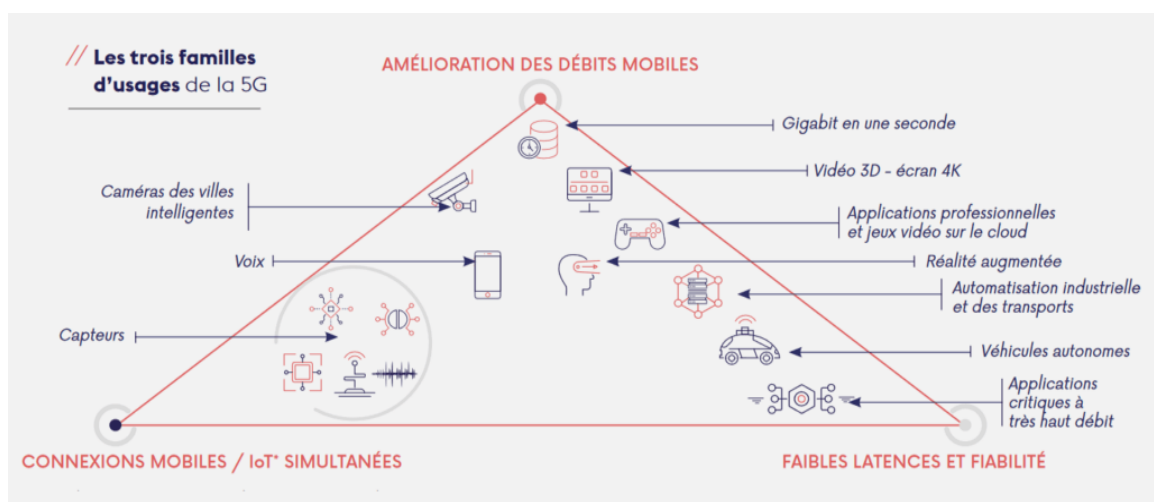 // Les trois familles
d'usages de la 5G
AMÉLIORATION DES DÉBITS MOBILES
Gigabit en une seconde
Vidéo 3D - écran 4K
Caméras des villes
intelligentes
Applications professionnelles
et jeux vidéo sur le cloud
Voix
Réalité augmentée
Automatisation industrielle
et des transports
Capteurs
Véhicules autonomes
Applications
critiques à
très haut débit
CONNEXIONS MOBILES / IoT* SIMULTANÉES
FAIBLES LATENCES ET FIABILITÉ